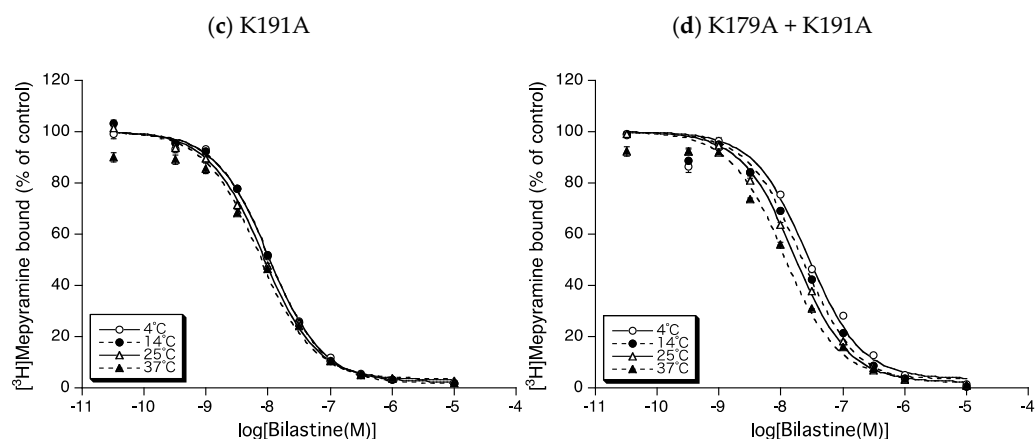 (c) K191A
(d) K179A + K191A
[³H]Mepyramine bound (% of control)
120
100
80
60
40
20
0
4°C
14°C
25°C
37°C
-11 -10 -9 -8 -7 -6 -5 -4
log[Bilastine(M)]
[³H]Mepyramine bound (% of control)
120
100
80
60
40
20
0
4°C
14°C
25°C
37°C
-11 -10 -9 -8 -7 -6 -5 -4
log[Bilastine(M)]